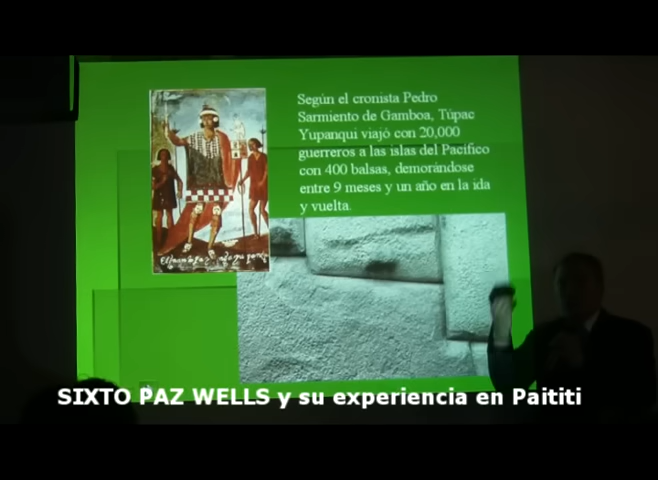 Según el cronista Pedro
Sarmiento de Gamboa, Túpac
Yupanqui viajó con 20,000
guerreros a las islas del Pacífico
con 400 balsas, demorándose
entre 9 meses y un año en la ida
y vuelta.
SIXTO PAZ WELLS y su experiencia en Paititi